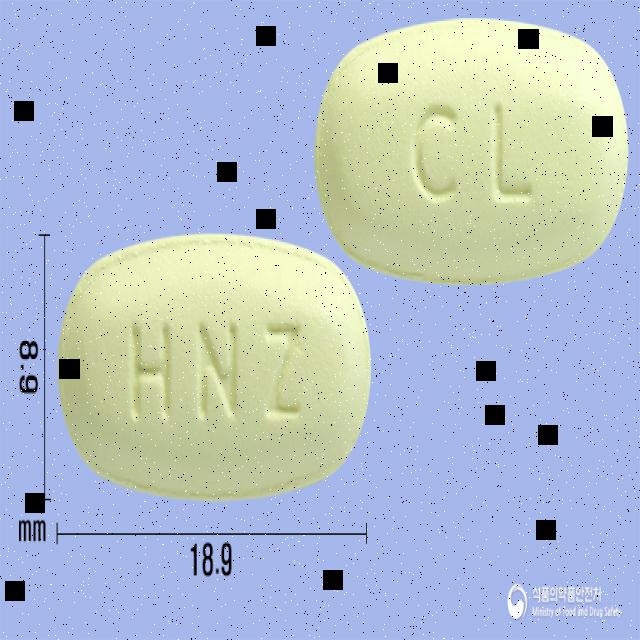 CL
HNZ
9.8
mm
18.9
식품의약품안전처
Ministry of Food and Drug Safety